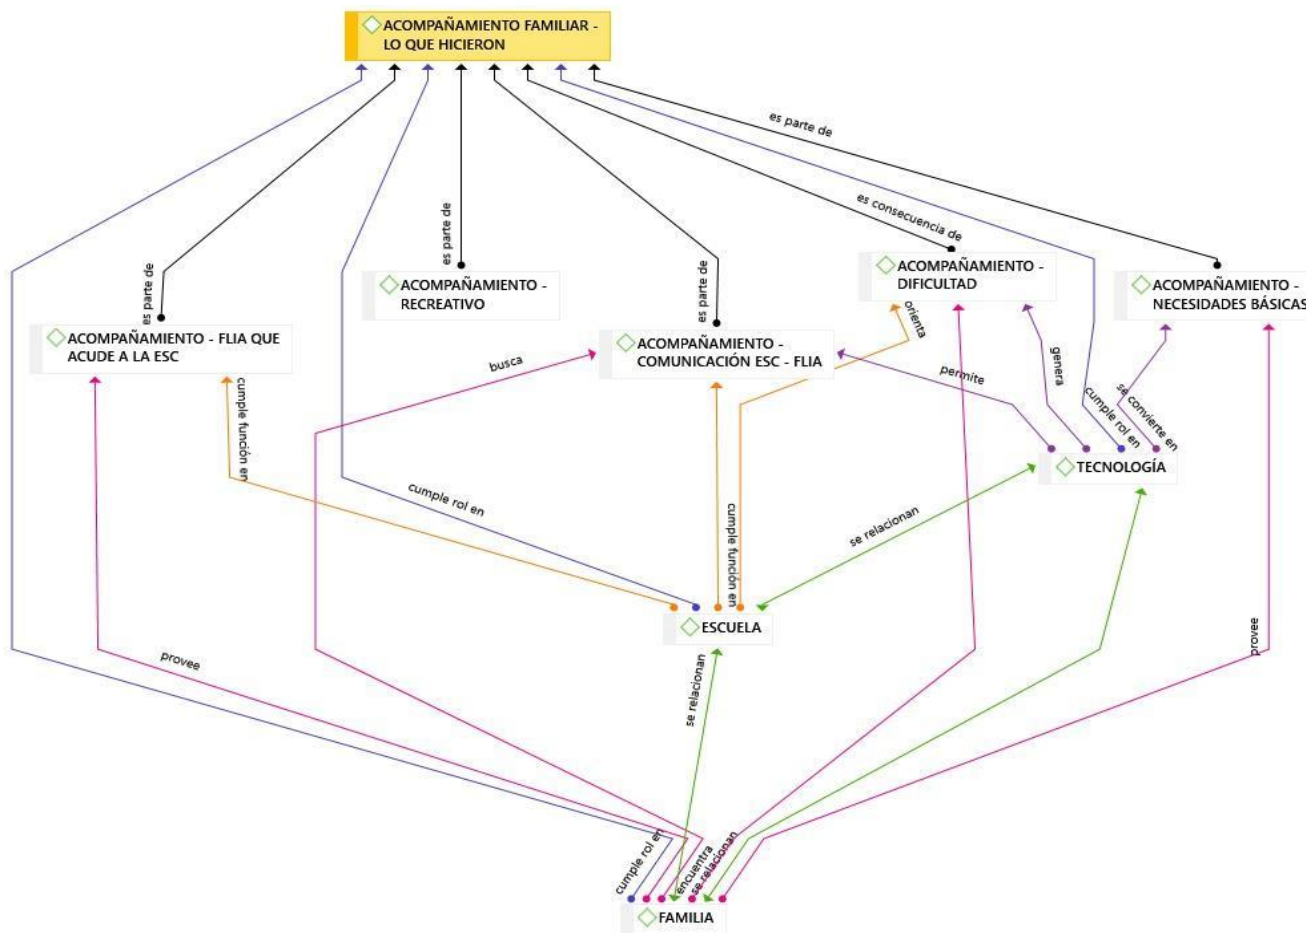 ACOMPAÑAMIENTO FAMILIAR -
LO QUE HICIERON
es parte de
es consecuencia de
es parte de
es parte de
es parte de
ACOMPAÑAMIENTO -
RECREATIVO
ACOMPAÑAMIENTO -
DIFICULTAD
ACOMPAÑAMIENTO -
NECESIDADES BÁSICAS
ACOMPAÑAMIENTO - FLIA QUE
ACUDE A LA ESC
ACOMPAÑAMIENTO -
COMUNICACIÓN ESC - FLIA
orienta
busca
permite
genera
cumple rol en
se convierte en
cumple función en
TECNOLOGÍA
cumple rol en
cumple función en
se relacionan
ESCUELA
provee
se relacionan
provee
cumple rol en
encuentra
se relacionan
FAMILIA